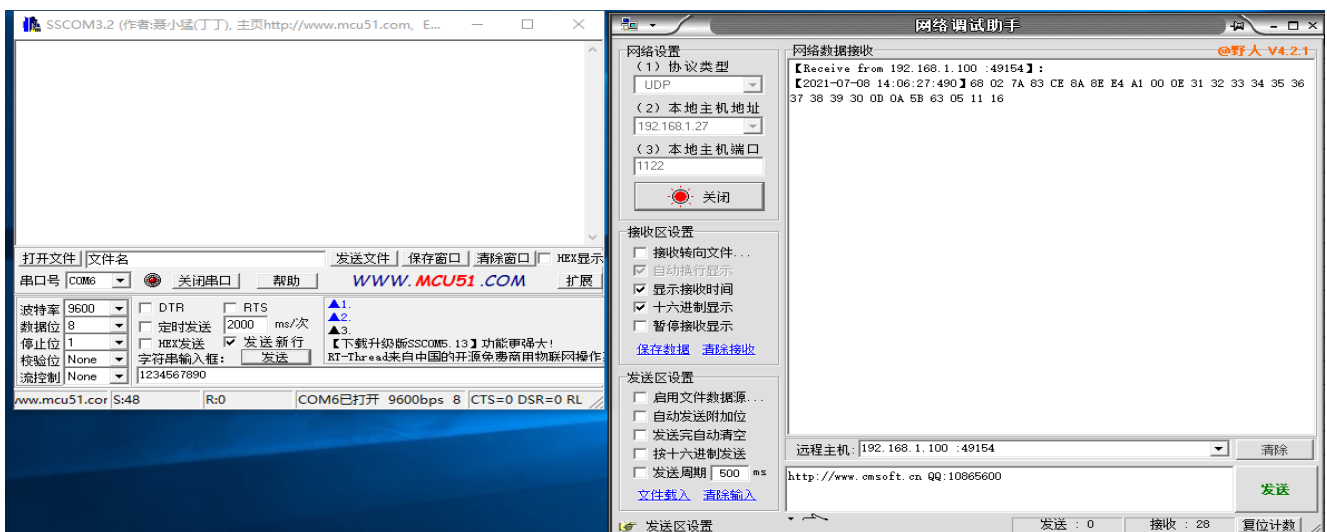 SSCOM3.2 (作者:聂小猛(丁丁), 主页http://www.mcu51.com, E...
打开文件 文件名 发送文件 保存窗口 清除窗口 HEX显示
串口号 COM6 关闭串口 帮助 WWW.MCU51.COM 扩展
波特率 9600 DTR RTS
数据位 8 定时发送 2000 ms/次
停止位 1 HEX发送 发送新行
校验位 None 字符串输入框: 发送
流控制 None 1234567890
▲1.
▲2.
▲3.
【下载升级版SSCOM5.13】功能更强大!
RT-Thread来自中国的开源免费商用物联网操作
www.mcu51.cor S:48 R:0 COM6已打开 9600bps 8 CTS=0 DSR=0 RL
网络调试助手
网络设置
(1) 协议类型
UDP
(2) 本地主机地址
192.168.1.27
(3) 本地主机端口
1122
关闭
接收区设置
接收转向文件...
自动换行显示
显示接收时间
十六进制显示
暂停接收显示
保存数据 清除接收
发送区设置
启用文件数据源...
自动发送附加位
发送完自动清空
按十六进制发送
发送周期 500 ms
文件载入 清除输入
网络数据接收 @野人 V4.2.1
【Receive from 192.168.1.100 :49154】:
【2021-07-08 14:06:27:490】68 02 7A 83 CE 8A 8E E4 A1 00 0E 31 32 33 34 35 36
37 38 39 30 0D 0A 5B 63 05 11 16
远程主机: 192.168.1.100 :49154 清除
http://www.cmsoft.cn QQ:10865600
发送
发送区设置 发送 : 0 接收 : 28 复位计数